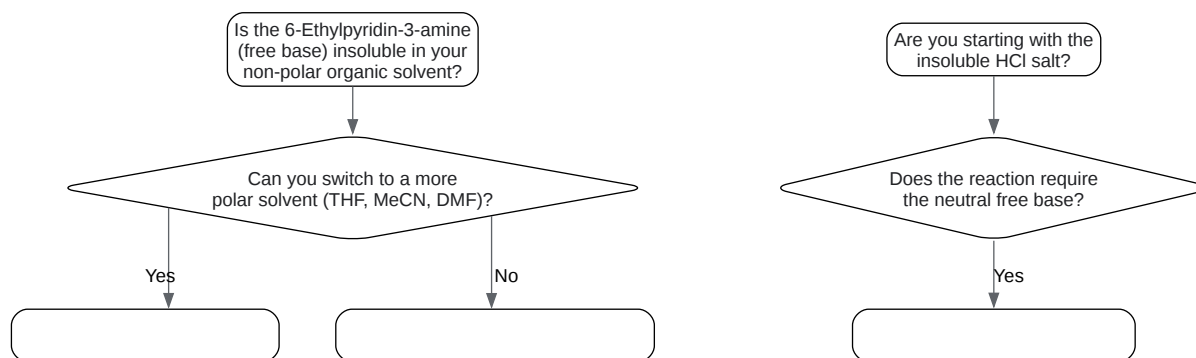 Is the 6-Ethylpyridin-3-amine
(free base) insoluble in your
non-polar organic solvent?
Can you switch to a more
polar solvent (THF, MeCN, DMF)?
Yes
No
Are you starting with the
insoluble HCl salt?
Does the reaction require
the neutral free base?
Yes